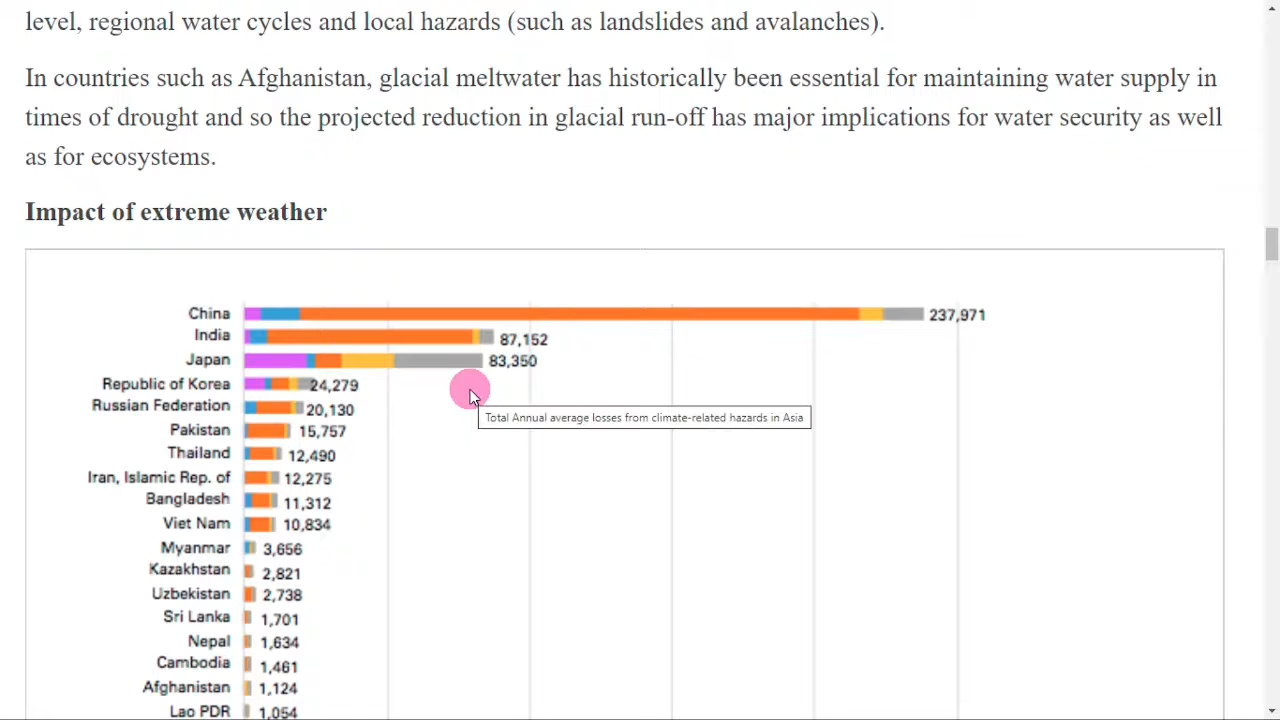 level, regional water cycles and local hazards (such as landslides and avalanches).
In countries such as Afghanistan, glacial meltwater has historically been essential for maintaining water supply in
times of drought and so the projected reduction in glacial run-off has major implications for water security as well
as for ecosystems.
Impact of extreme weather
China 237,971
India 87,152
Japan 83,350
Republic of Korea 24,279
Russian Federation 20,130
Total Annual average losses from climate-related hazards in Asia
Pakistan 15,757
Thailand 12,490
Iran, Islamic Rep. of 12,275
Bangladesh 11,312
Viet Nam 10,834
Myanmar 3,656
Kazakhstan 2,821
Uzbekistan 2,738
Sri Lanka 1,701
Nepal 1,634
Cambodia 1,461
Afghanistan 1,124
Lao PDR 1,054